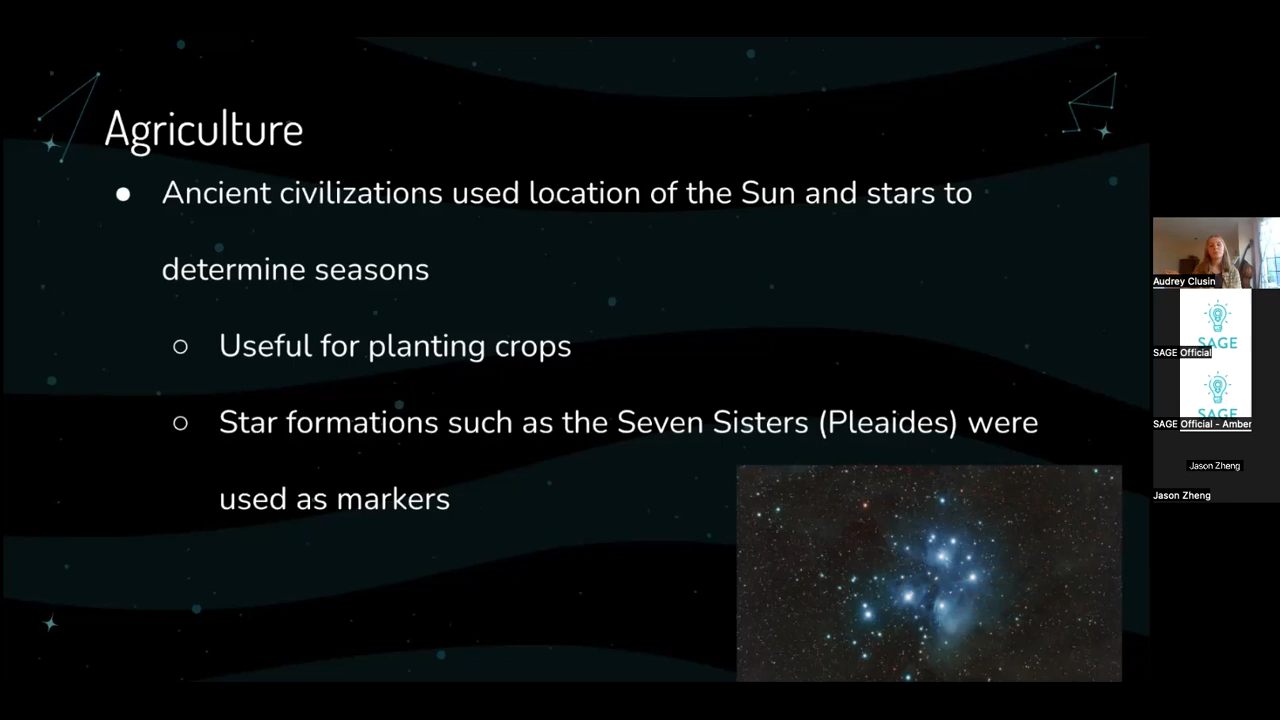 Agriculture
● Ancient civilizations used location of the Sun and stars to
determine seasons
○ Useful for planting crops
○ Star formations such as the Seven Sisters (Pleaides) were
used as markers
Audrey Clusin
SAGE
SAGE Official
SAGE
SAGE Official - Amber
Jason Zheng
Jason Zheng